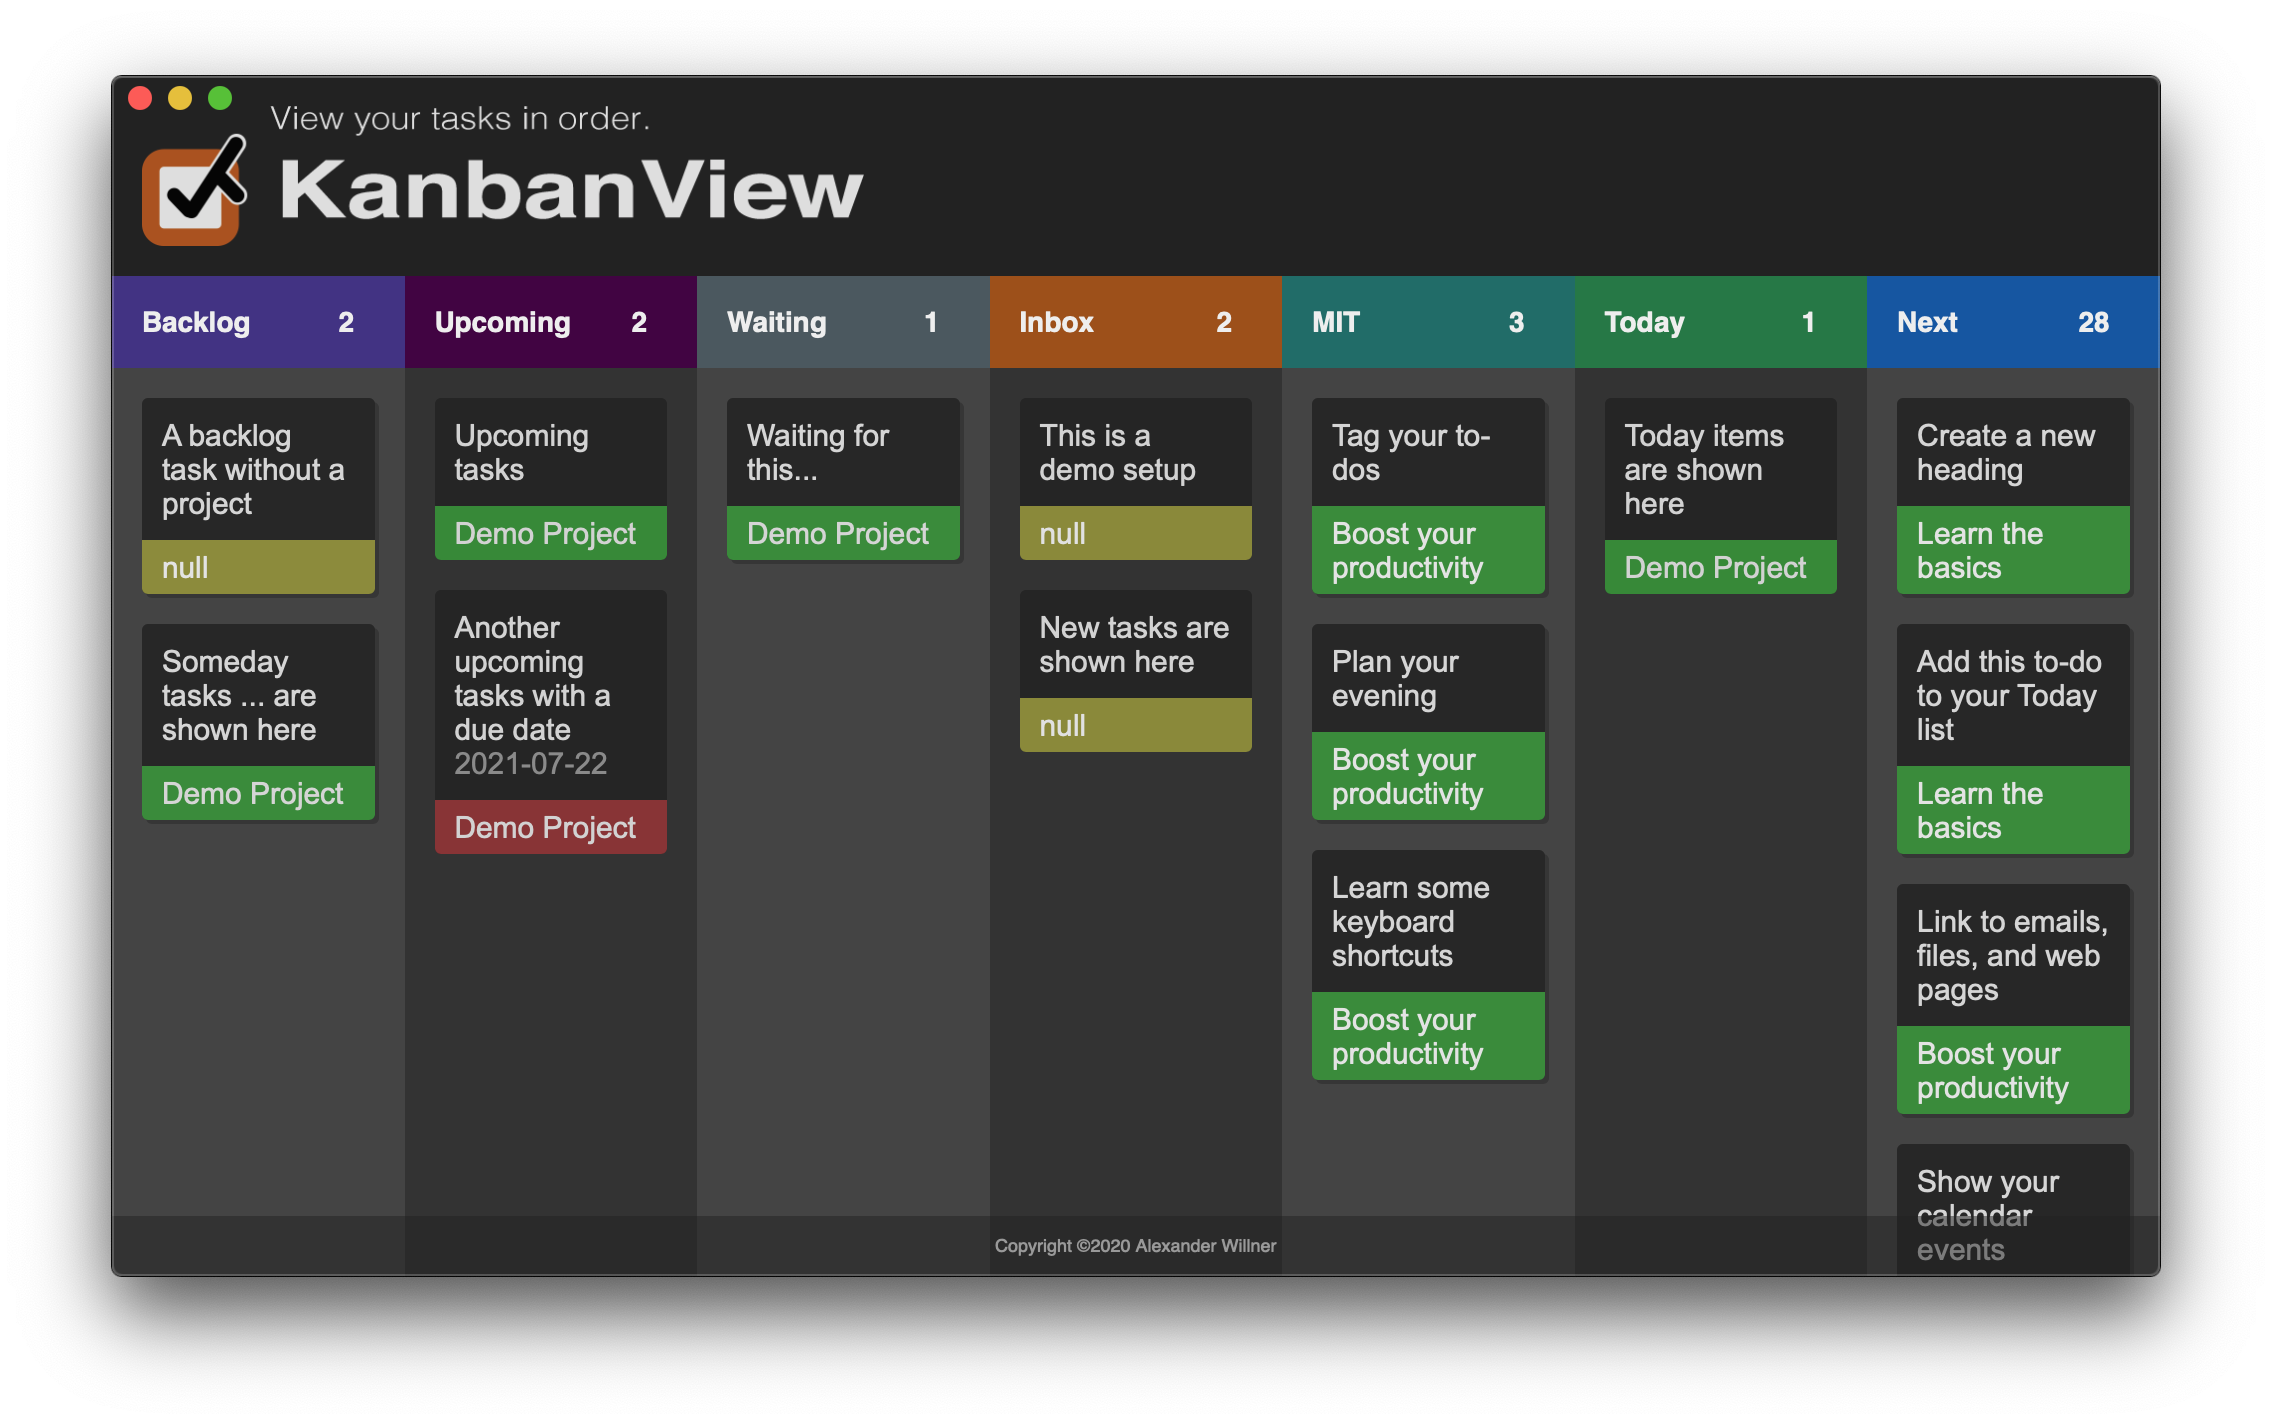 View your tasks in order.
KanbanView
Backlog 2
A backlog
task without a
project
null
Someday
tasks ... are
shown here
Demo Project
Upcoming 2
Upcoming
tasks
Demo Project
Another
upcoming
tasks with a
due date
2021-07-22
Demo Project
Waiting 1
Waiting for
this...
Demo Project
Inbox 2
This is a
demo setup
null
New tasks are
shown here
null
MIT 3
Tag your to-
dos
Boost your
productivity
Plan your
evening
Boost your
productivity
Learn some
keyboard
shortcuts
Boost your
productivity
Today 1
Today items
are shown
here
Demo Project
Next 28
Create a new
heading
Learn the
basics
Add this to-do
to your Today
list
Learn the
basics
Link to emails,
files, and web
pages
Boost your
productivity
Show your
calendar
events
Copyright ©2020 Alexander Willner